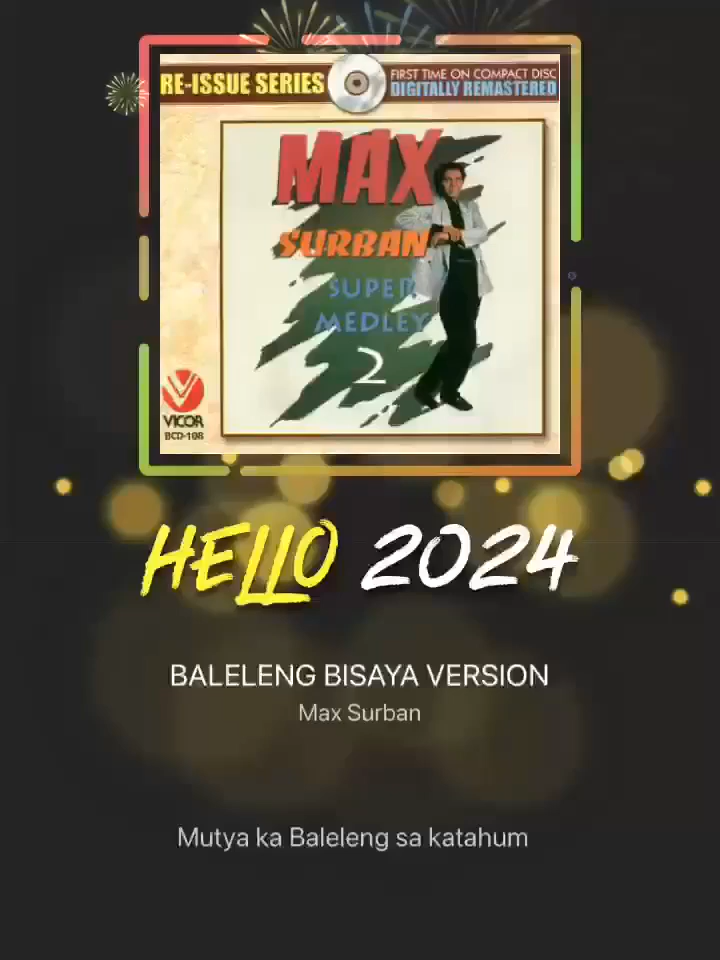 RE-ISSUE SERIES
FIRST TIME ON COMPACT DISC
DIGITALLY REMASTERED
MAX
SURBAN
SUPER
MEDLEY
2
VICOR
BCD-108
HELLO 2024
BALELENG BISAYA VERSION
Max Surban
Mutya ka Baleleng sa katahum